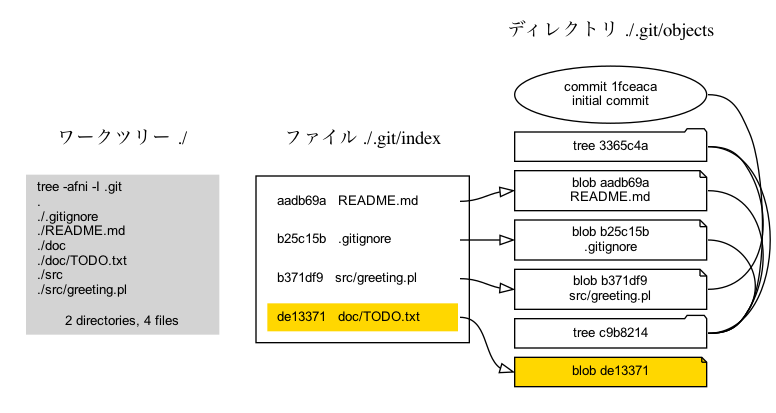 ディレクトリ ./.git/objects
commit 1fceaca
initial commit
ワークツリー ./
ファイル ./.git/index
tree 3365c4a
tree -afni -I .git
.
./.gitignore
./README.md
./doc
./doc/TODO.txt
./src
./src/greeting.pl
2 directories, 4 files
aadb69a README.md
b25c15b .gitignore
b371df9 src/greeting.pl
de13371 doc/TODO.txt
blob aadb69a
README.md
blob b25c15b
.gitignore
blob b371df9
src/greeting.pl
tree c9b8214
blob de13371